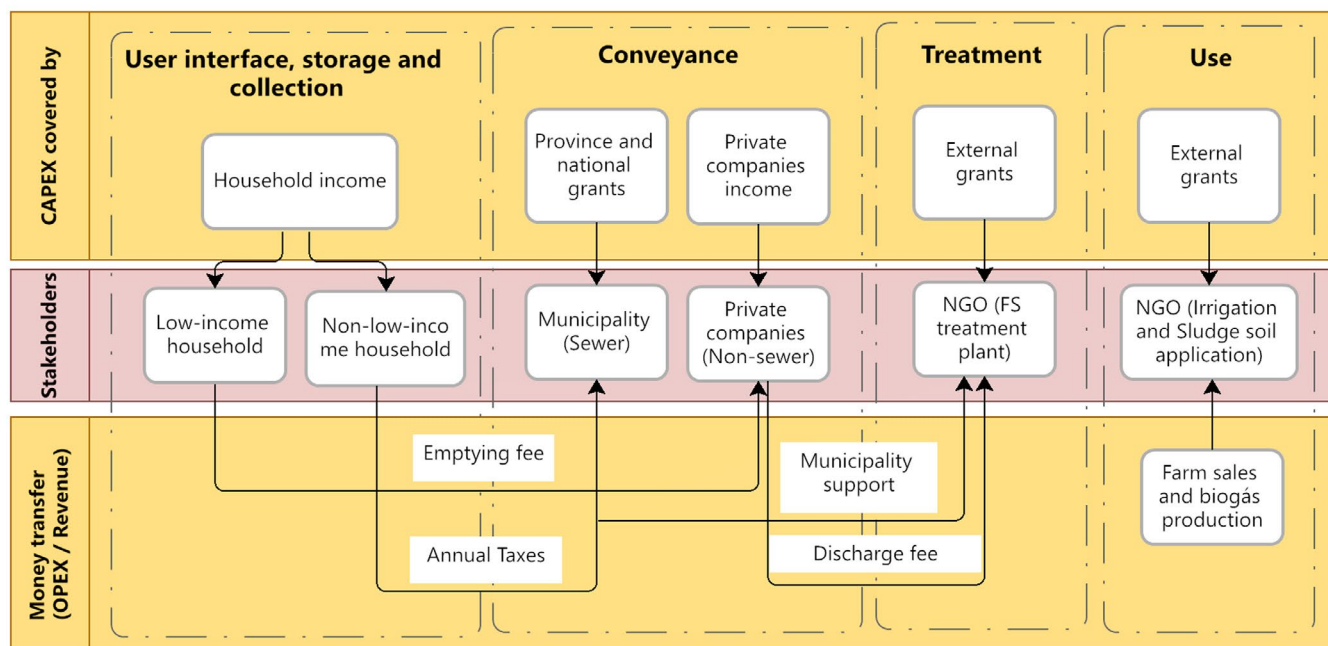 CAPEX covered by
User interface, storage and
collection
Conveyance
Treatment
Use
Household income
Province and
national
grants
Private
companies
income
External
grants
External
grants
Stakeholders
Low-income
household
Non-low-inco
me household
Municipality
(Sewer)
Private
companies
(Non-sewer)
NGO (FS
treatment
plant)
NGO (Irrigation
and Sludge soil
application)
Money transfer
(OPEX / Revenue)
Emptying fee
Municipality
support
Annual Taxes
Discharge fee
Farm sales
and biogás
production